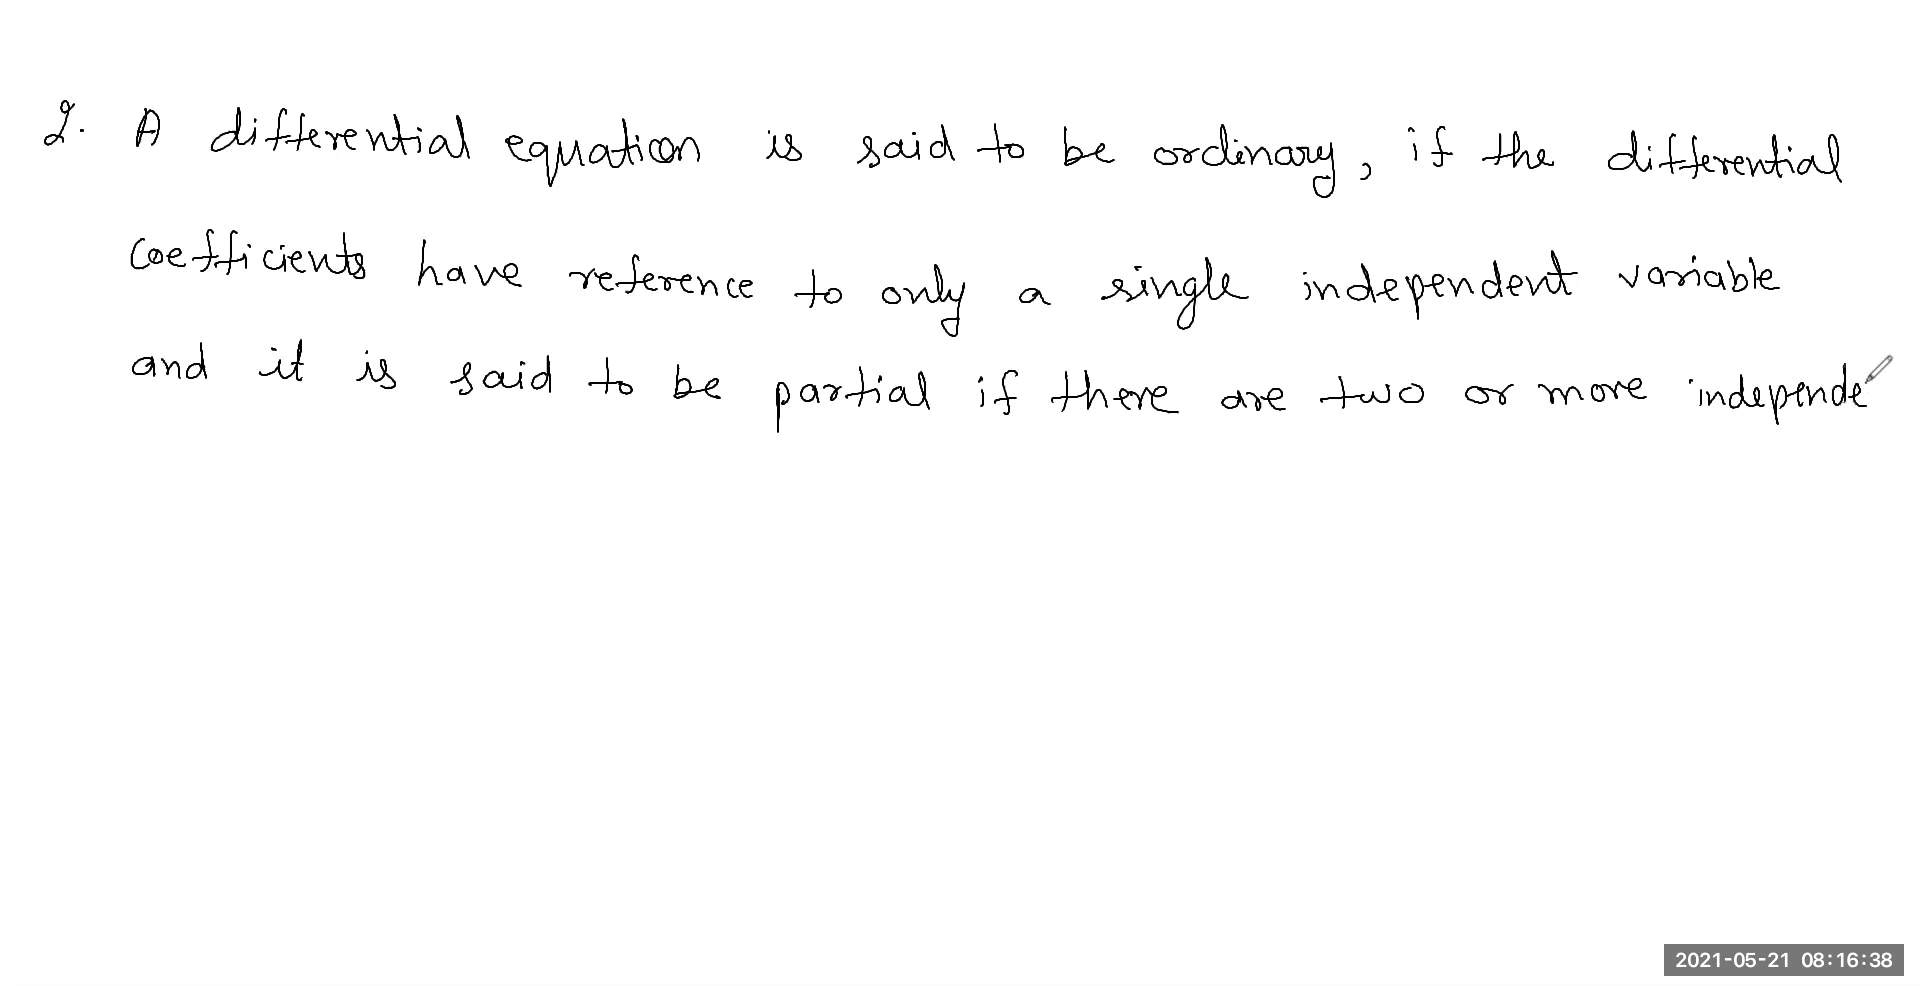 2. A differential equation is said to be ordinary, if the differential
coefficients have reference to only a single independent variable
and it is said to be partial if there are two or more independe
2021-05-21 08:16:38